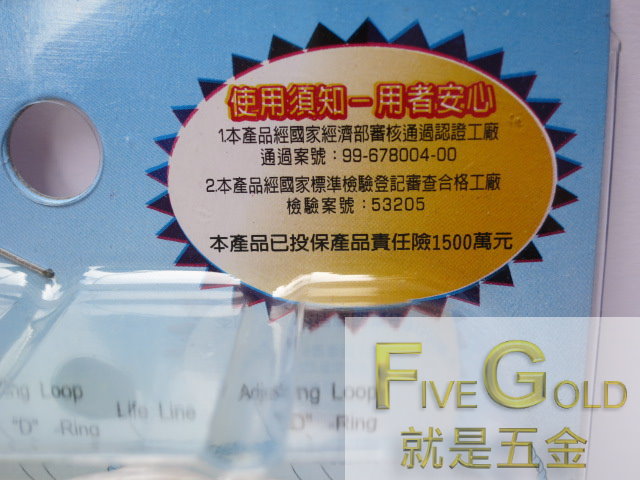 使用須知－用者安心
1.本產品經國家經濟部審核通過認證工廠
通過案號：99-678004-00
2.本產品經國家標準檢驗登記審查合格工廠
檢驗案號：53205
本產品已投保產品責任險1500萬元
Loop
Life Line
Loop
"D" Ring
"D" Ring
FIVE GOLD
就是五金